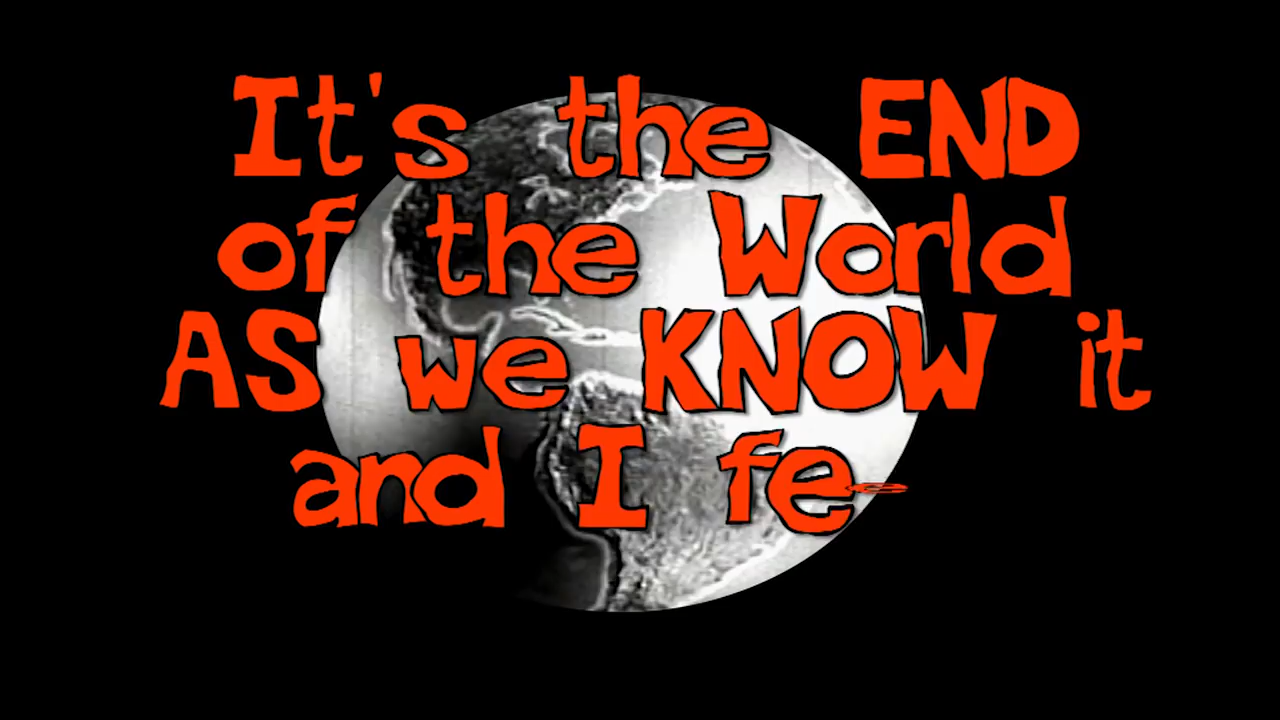 It's the END
of the World
AS we KNOW it
and I fe